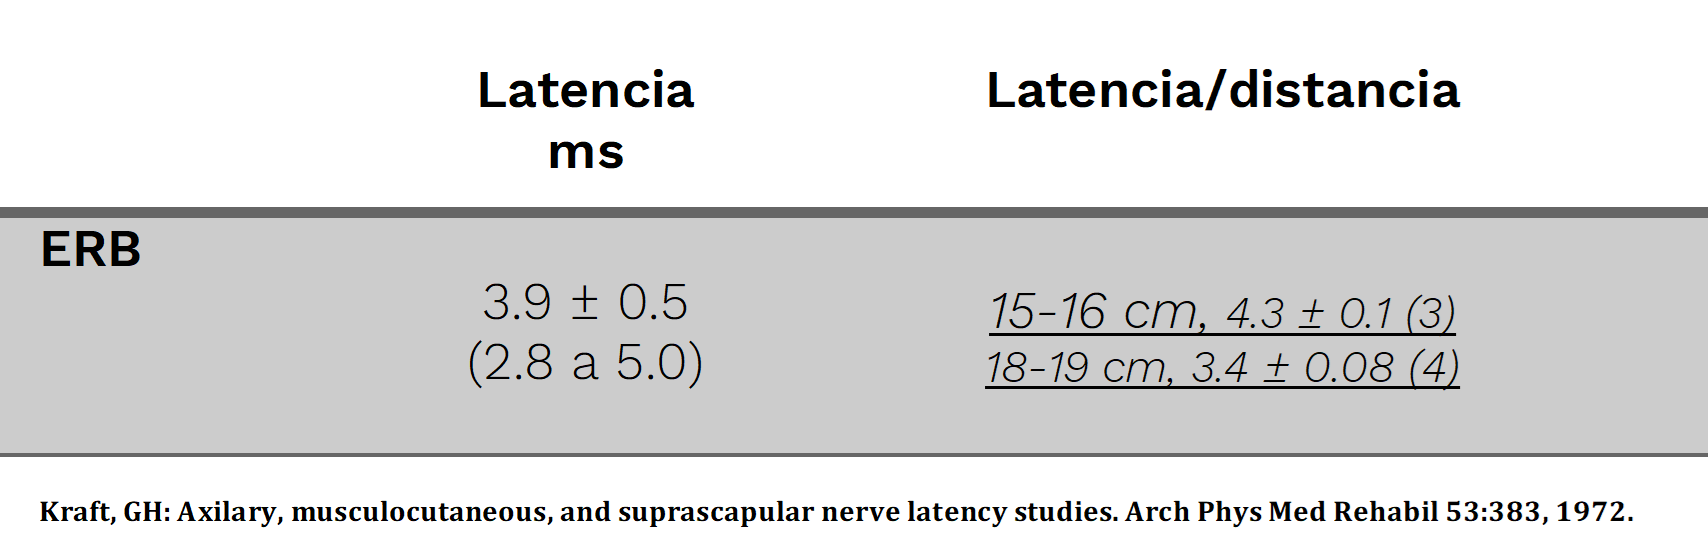 Latencia
ms
Latencia/distancia
ERB
3.9 ± 0.5
(2.8 a 5.0)
15-16 cm, 4.3 ± 0.1 (3)
18-19 cm, 3.4 ± 0.08 (4)
Kraft, GH: Axilary, musculocutaneous, and suprascapular nerve latency studies. Arch Phys Med Rehabil 53:383, 1972.